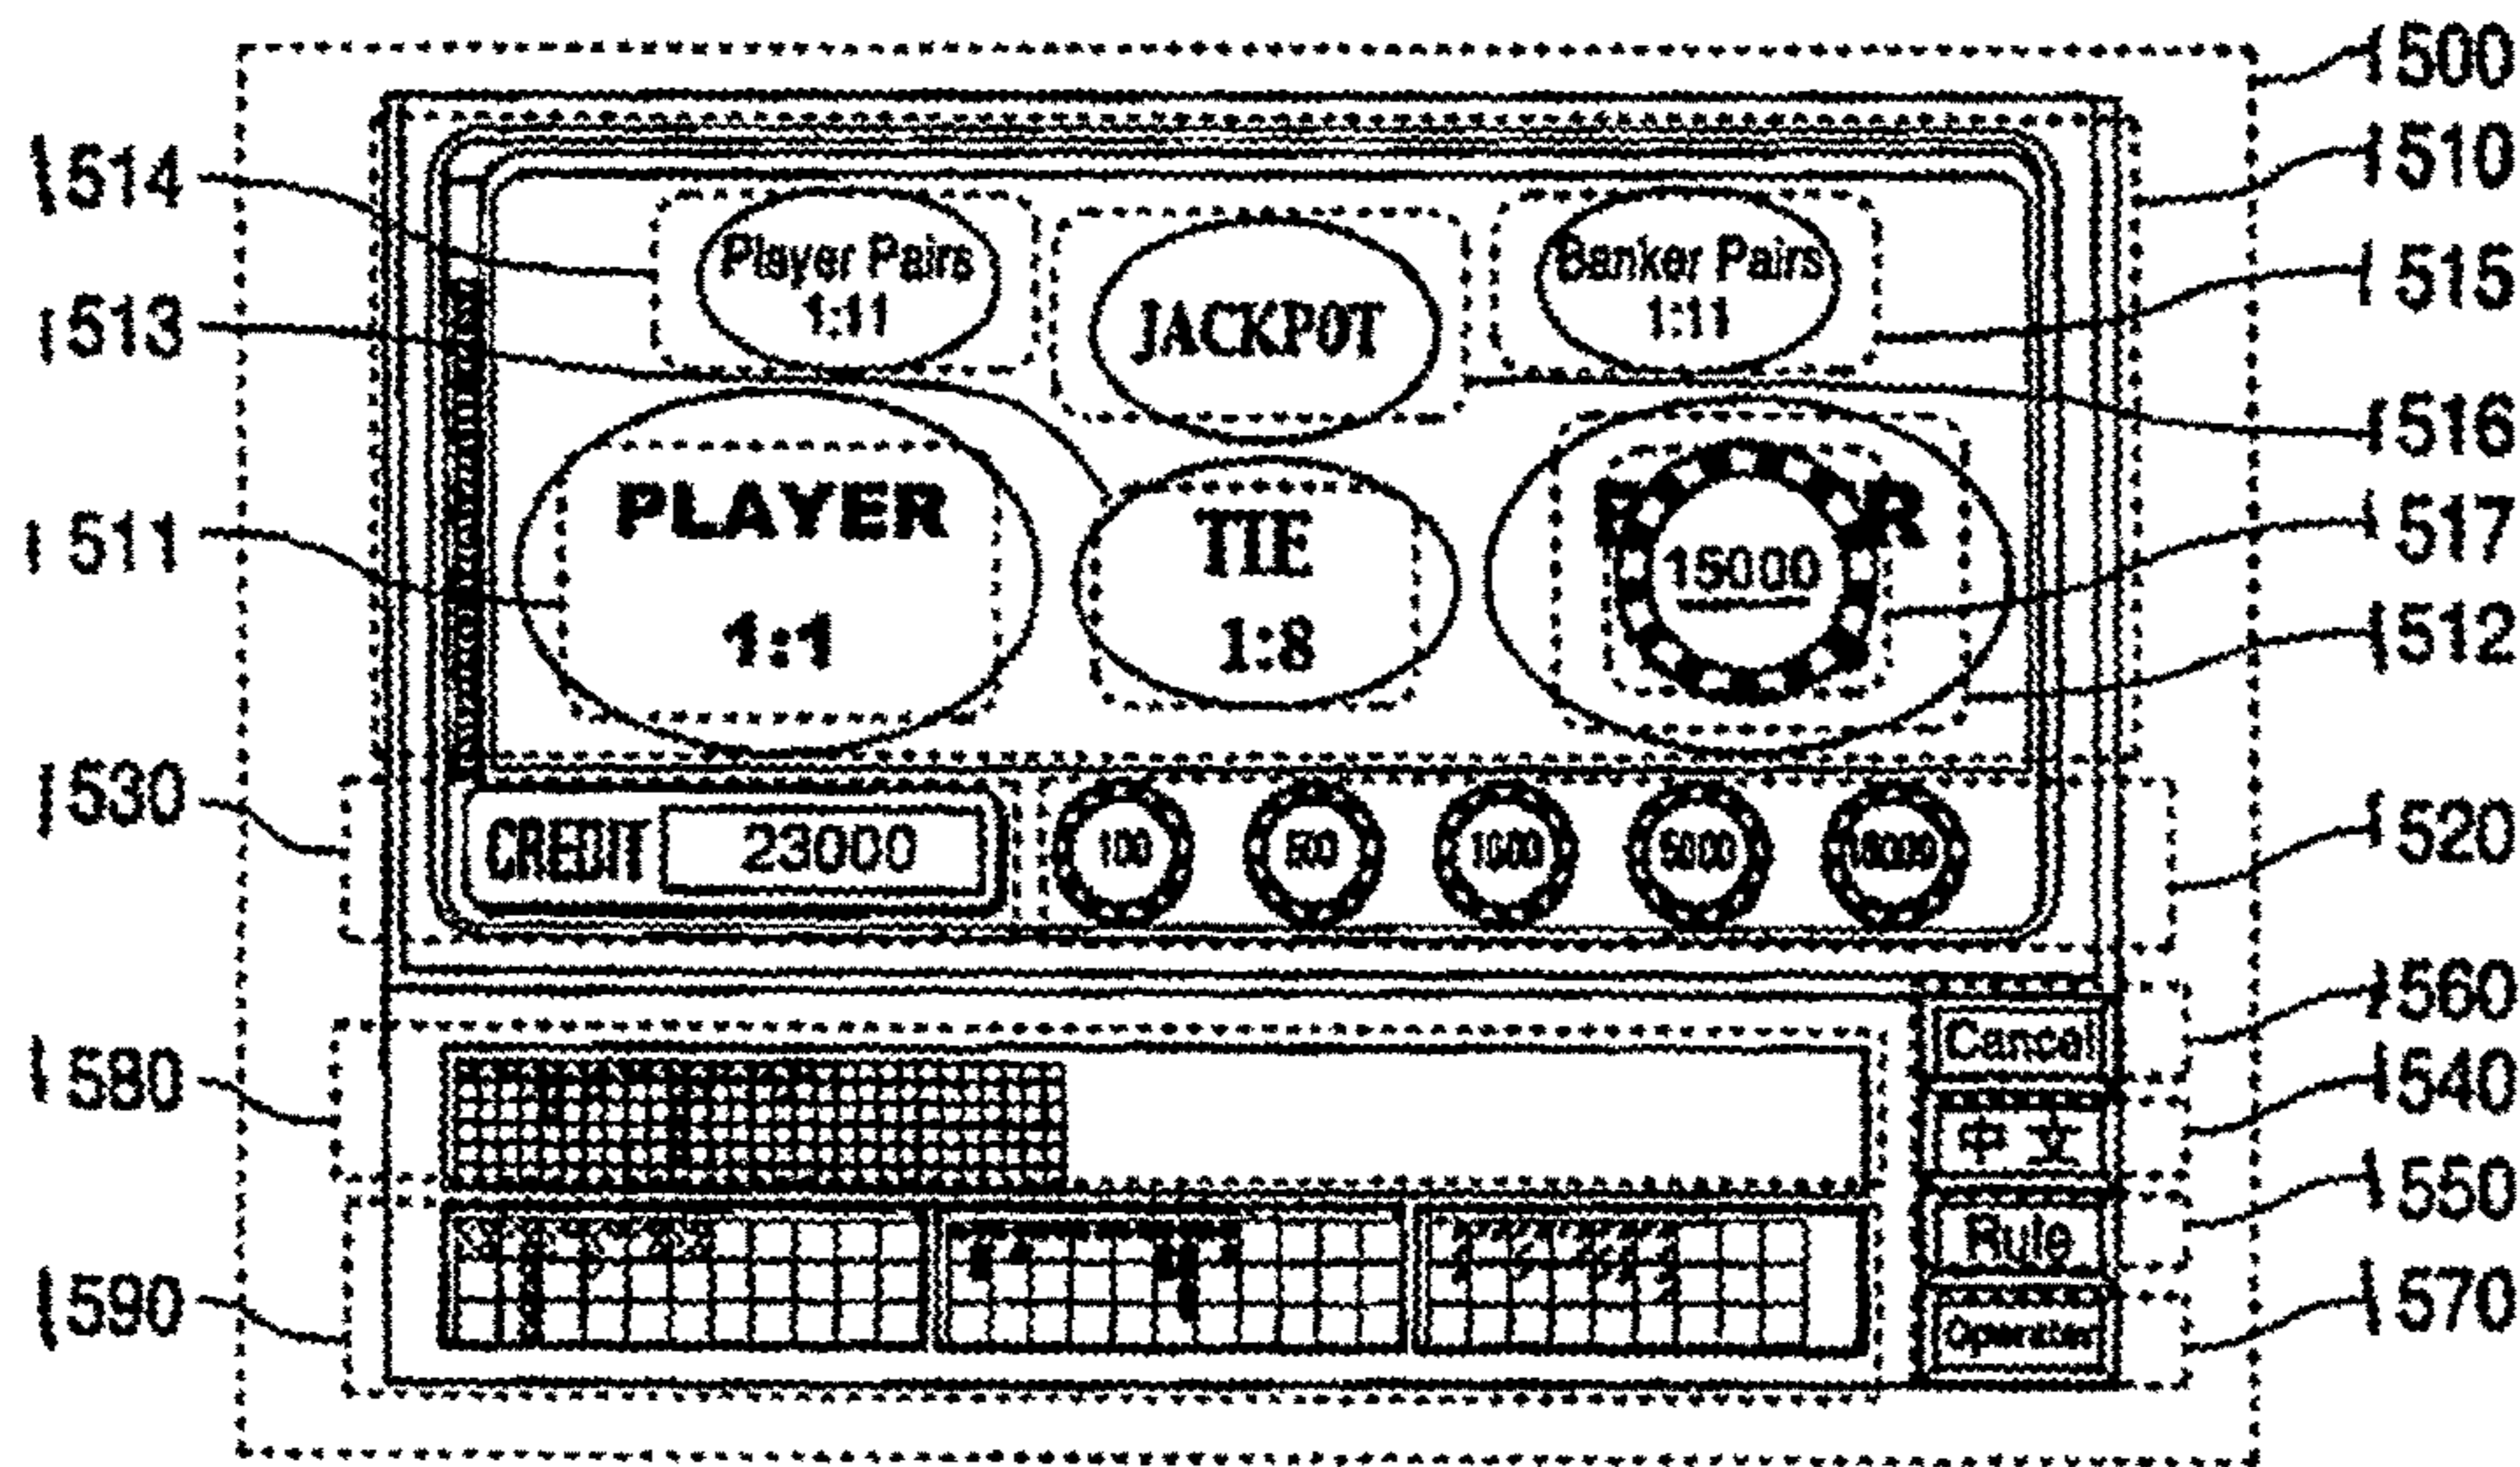 1500
1510
1514
Player Pairs
1:11
JACKPOT
Banker Pairs
1:11
1515
1513
1516
PLAYER
1:1
TIE
1:8
B
R
15000
1511
1517
1512
1530
CREDIT
23000
100
500
1000
5000
1520
Cancel
1560
1580
中文
1540
Rule
1550
1590
Operation
1570